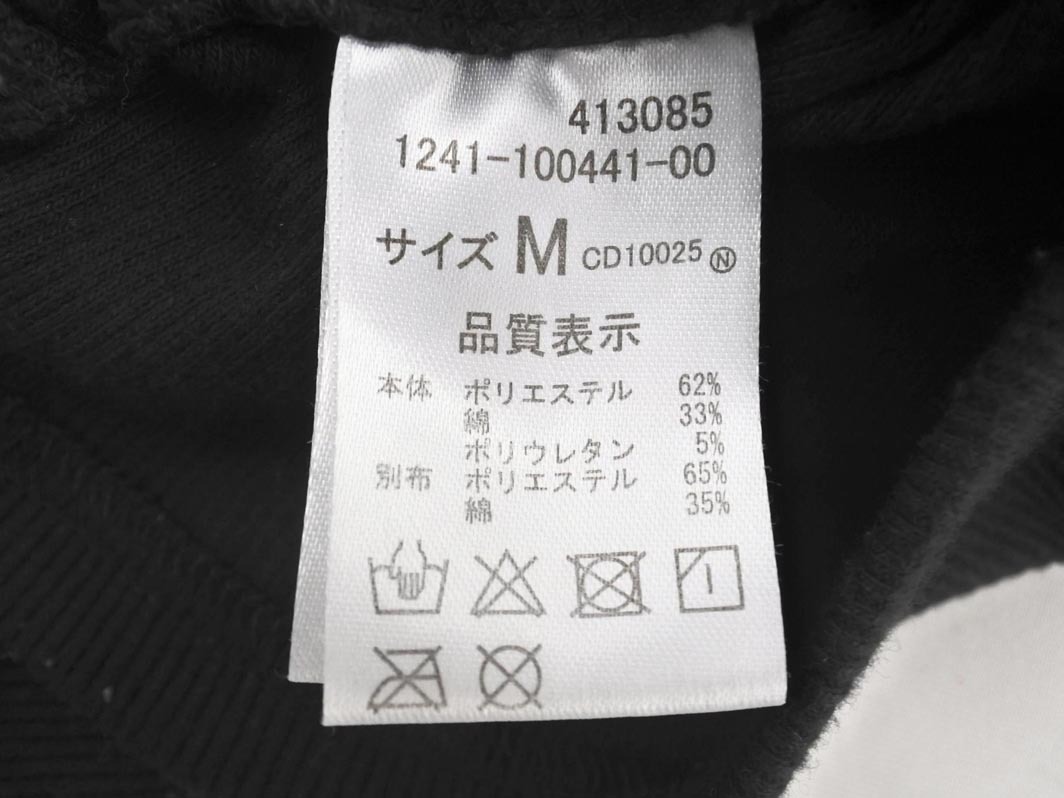 413085
1241-100441-00
サイズ M CD10025 Ⓝ
品質表示
本体 ポリエステル 62%
綿 33%
ポリウレタン 5%
別布 ポリエステル 65%
綿 35%